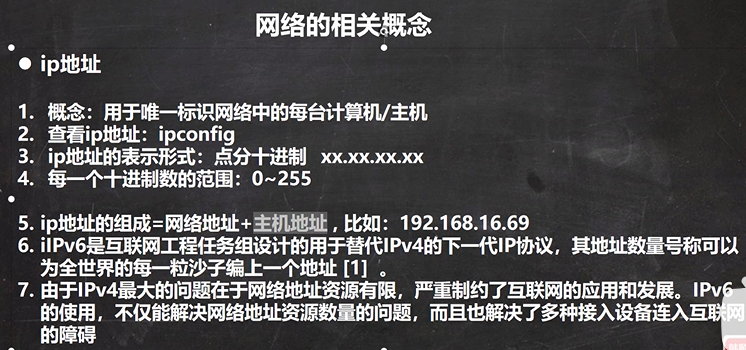 网络的相关概念
ip地址
1. 概念：用于唯一标识网络中的每台计算机/主机
2. 查看ip地址：ipconfig
3. ip地址的表示形式：点分十进制 xx.xx.xx.xx
4. 每一个十进制数的范围：0~255
5. ip地址的组成=网络地址+主机地址，比如：192.168.16.69
6. iIPv6是互联网工程任务组设计的用于替代IPv4的下一代IP协议，其地址数量号称可以
为全世界的每一粒沙子编上一个地址 [1] 。
7. 由于IPv4最大的问题在于网络地址资源有限，严重制约了互联网的应用和发展。IPv6
的使用，不仅能解决网络地址资源数量的问题，而且也解决了多种接入设备连入互联网
的障碍